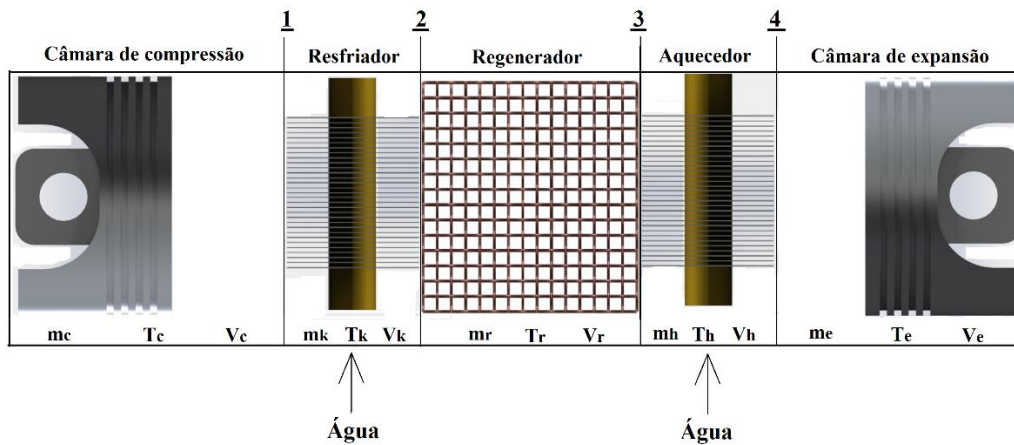 1 2 3 4
Câmara de compressão Resfriador Regenerador Aquecedor Câmara de expansão
mc Tc Vc mk Tk Vk mr Tr Vr mh Th Vh me Te Ve
Água Água